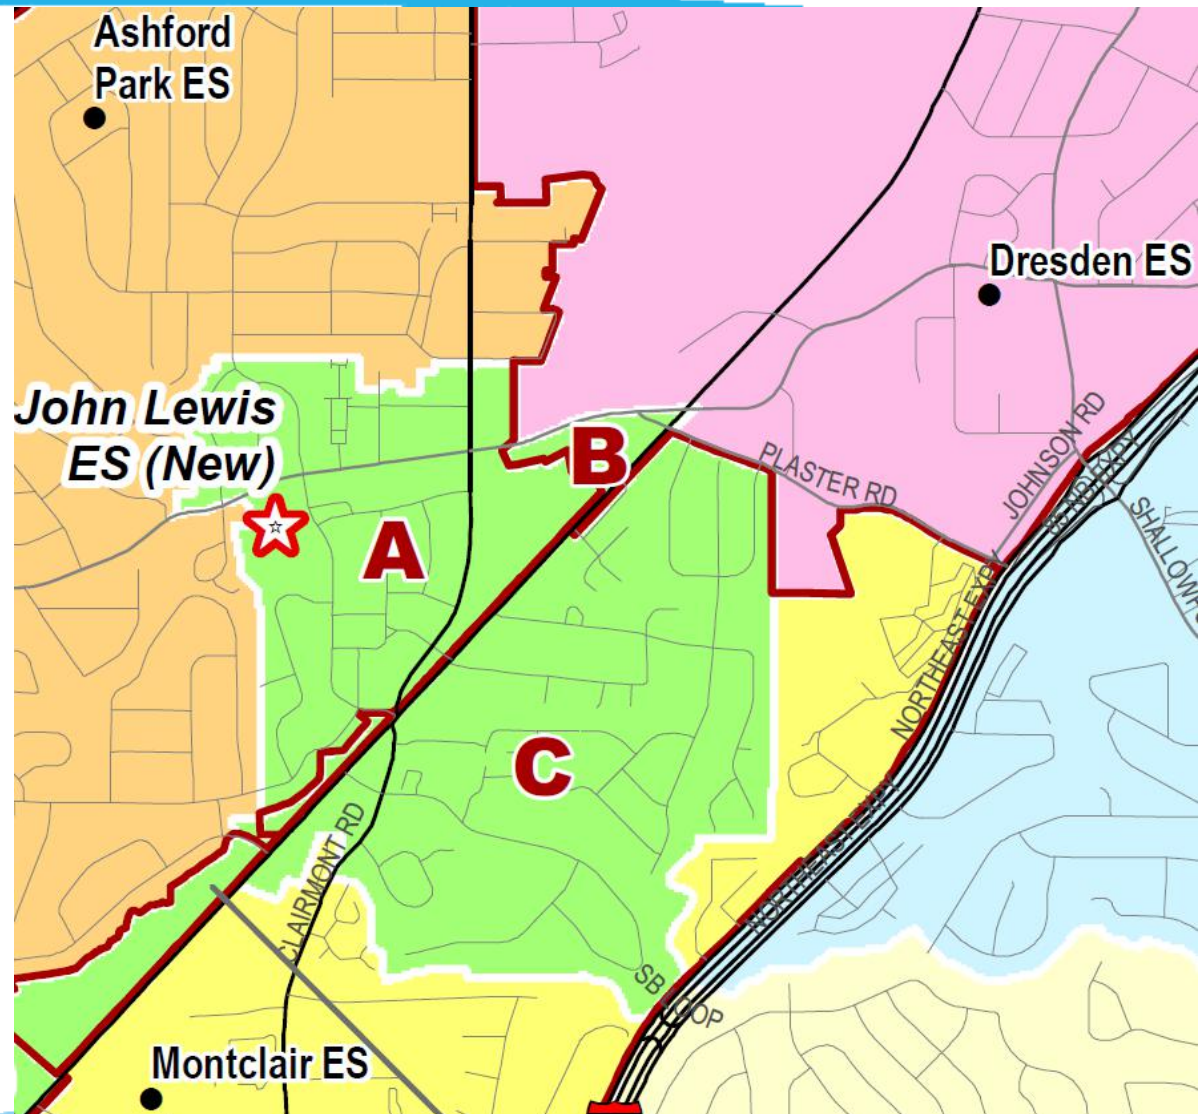 Ashford
Park ES
Dresden ES
John Lewis
ES (New)
B
PLASTER RD
JOHNSON RD
A
NORTHEAST EXPY
C
NORTHEAST EXPY
CLAIRMONT RD
SB LOOP
Montclair ES